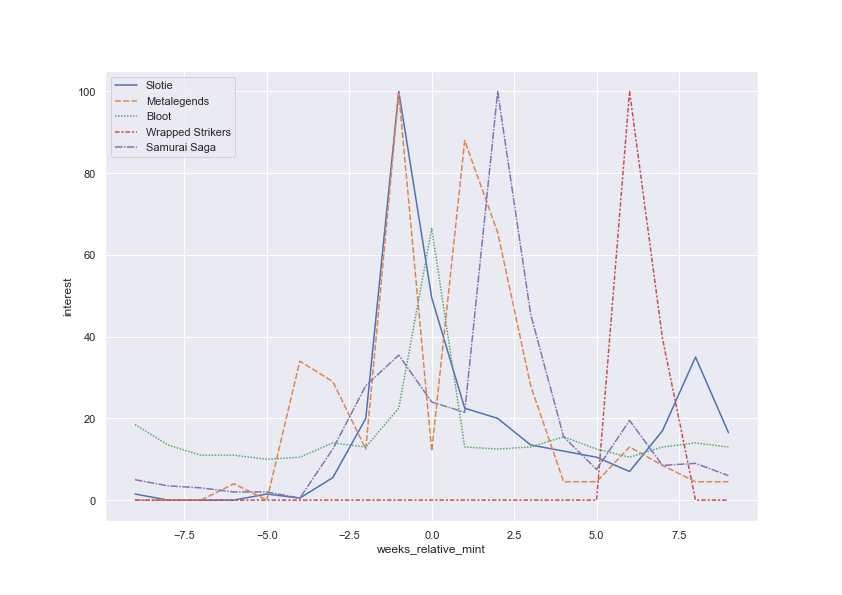 Slotie
Metalegends
Bloot
Wrapped Strikers
Samurai Saga
100
80
60
40
20
0
interest
−7.5 −5.0 −2.5 0.0 2.5 5.0 7.5
weeks_relative_mint